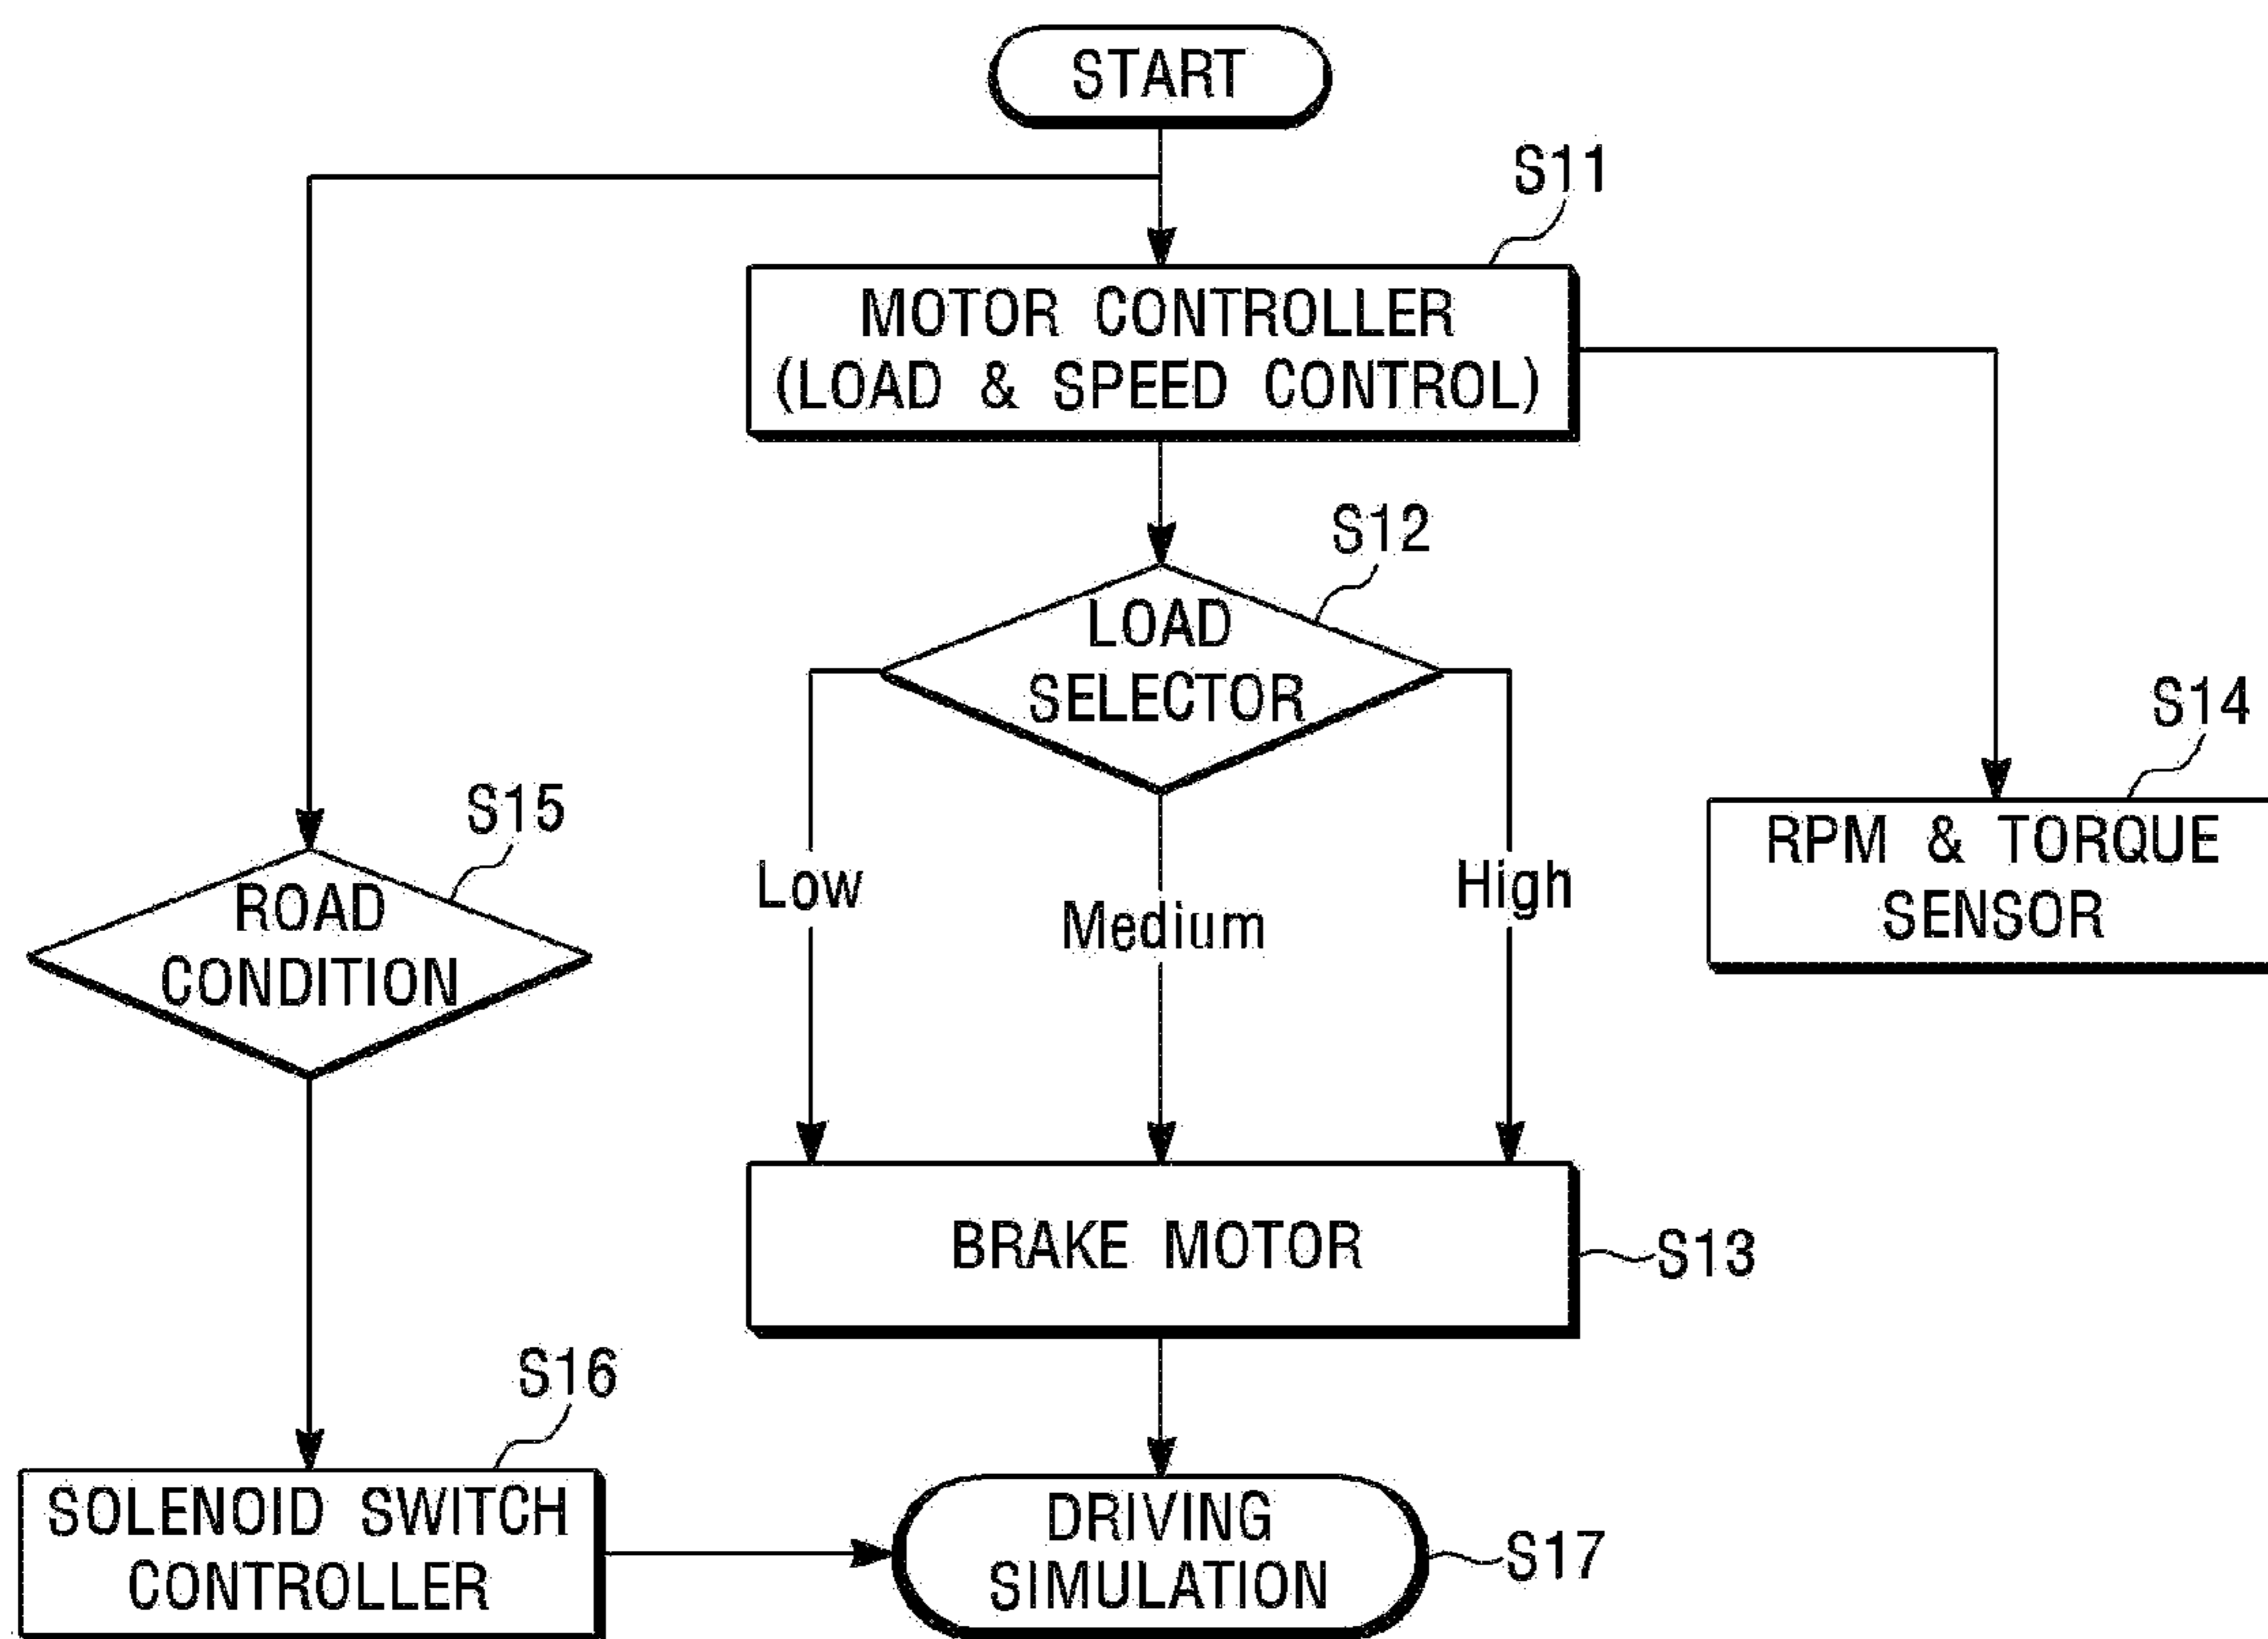 START
S11
MOTOR CONTROLLER
(LOAD & SPEED CONTROL)
S12
LOAD
SELECTOR
S14
RPM & TORQUE
SENSOR
S15
ROAD
CONDITION
Low
Medium
High
BRAKE MOTOR
S13
S16
SOLENOID SWITCH
CONTROLLER
DRIVING
SIMULATION
S17